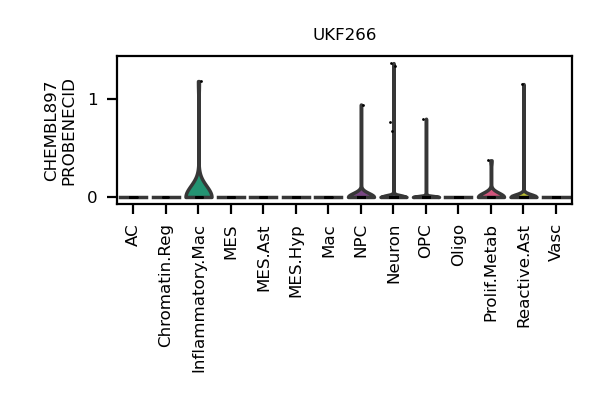 UKF266
CHEMBL897
PROBENECID
1
0
AC
Chromatin.Reg
Inflammatory.Mac
MES
MES.Ast
MES.Hyp
Mac
NPC
Neuron
OPC
Oligo
Prolif.Metab
Reactive.Ast
Vasc